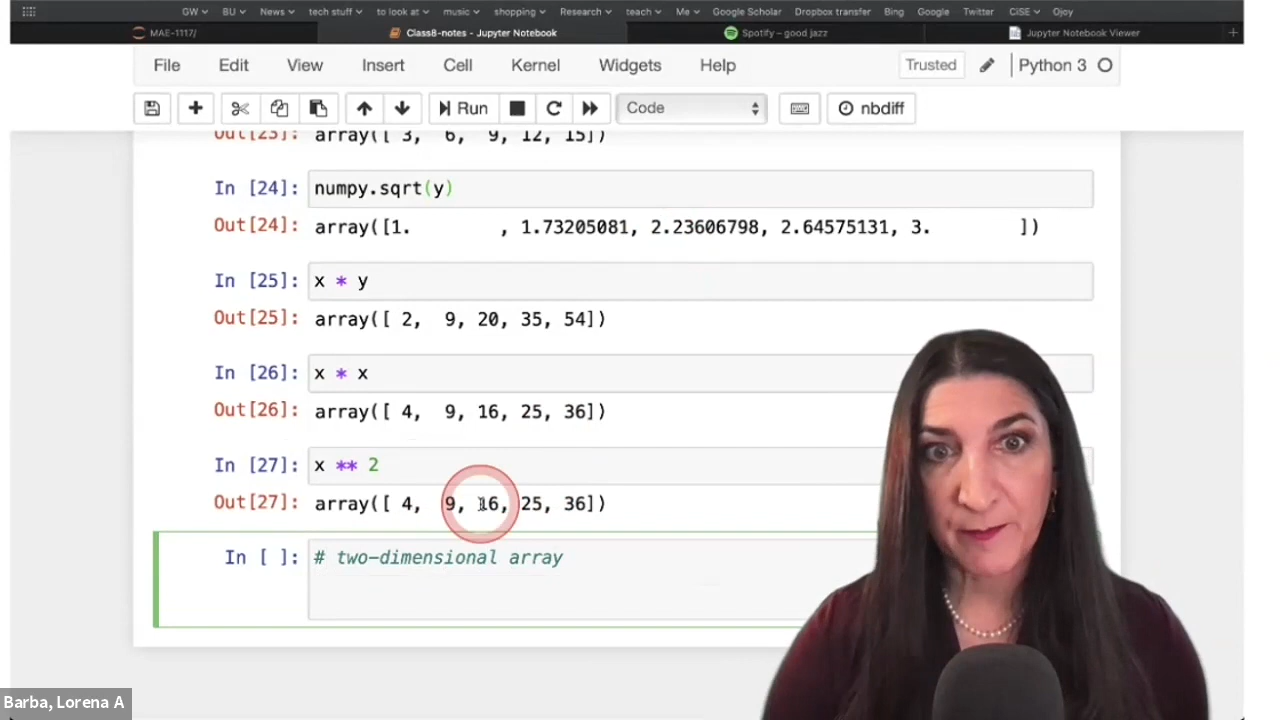 GW BU News tech stuff to look at music shopping Research teach Me Google Scholar Dropbox transfer Bing Google Twitter CiSE Ojoy
MAE-1117/ Class8-notes - Jupyter Notebook Spotify – good jazz Jupyter Notebook Viewer +
File Edit View Insert Cell Kernel Widgets Help Trusted Python 3
Run Code nbdiff
Out[23]: array([ 3, 6, 9, 12, 15])
In [24]: numpy.sqrt(y)
Out[24]: array([1. , 1.73205081, 2.23606798, 2.64575131, 3. ])
In [25]: x * y
Out[25]: array([ 2, 9, 20, 35, 54])
In [26]: x * x
Out[26]: array([ 4, 9, 16, 25, 36])
In [27]: x ** 2
Out[27]: array([ 4, 9, 16, 25, 36])
In [ ]: # two-dimensional array
Barba, Lorena A